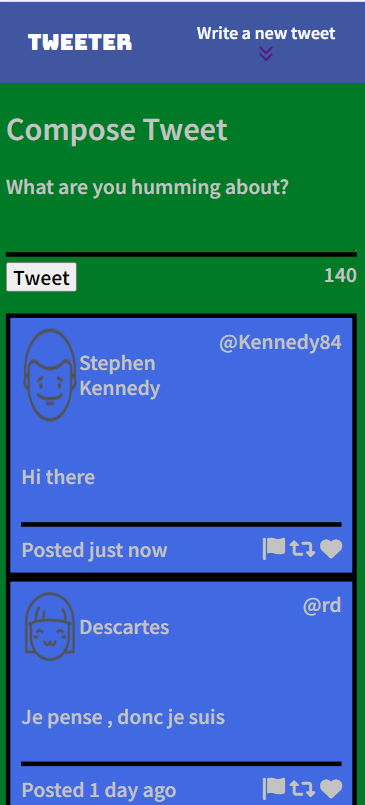 TWEETER
Write a new tweet
Compose Tweet
What are you humming about?
Tweet
140
Stephen
Kennedy
@Kennedy84
Hi there
Posted just now
Descartes
@rd
Je pense , donc je suis
Posted 1 day ago